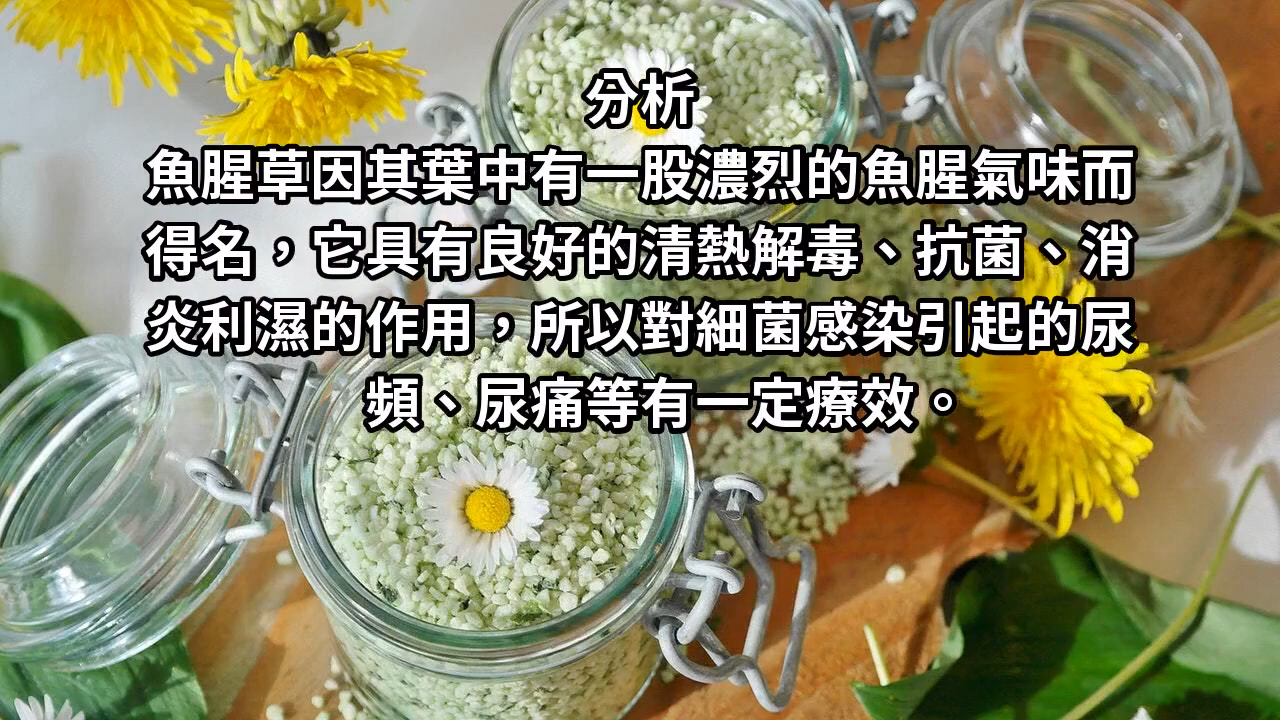 分析
魚腥草因其葉中有一股濃烈的魚腥氣味而
得名，它具有良好的清熱解毒、抗菌、消
炎利濕的作用，所以對細菌感染引起的尿
頻、尿痛等有一定療效。